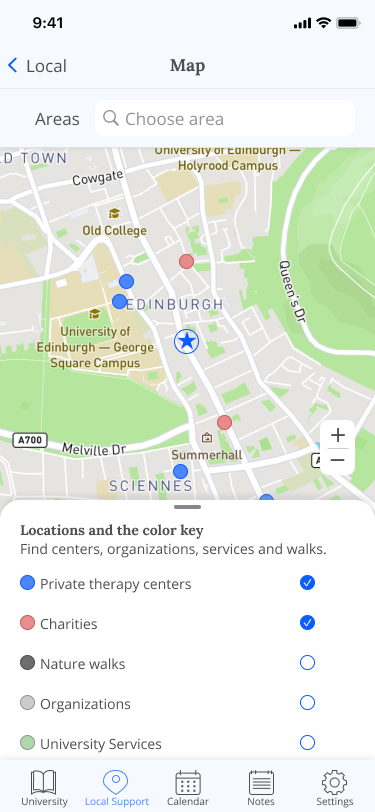 9:41
Local
Map
Areas
Choose area
D TOWN
University of Edinburgh —
Holyrood Campus
Cowgate
Old College
Queen's Dr
EDINBURGH
University of
Edinburgh — George
Square Campus
A700
Melville Dr
Summerhall
A
+
−
SCIENNES
Locations and the color key
Find centers, organizations, services and walks.
Private therapy centers
Charities
Nature walks
Organizations
University Services
University
Local Support
Calendar
Notes
Settings